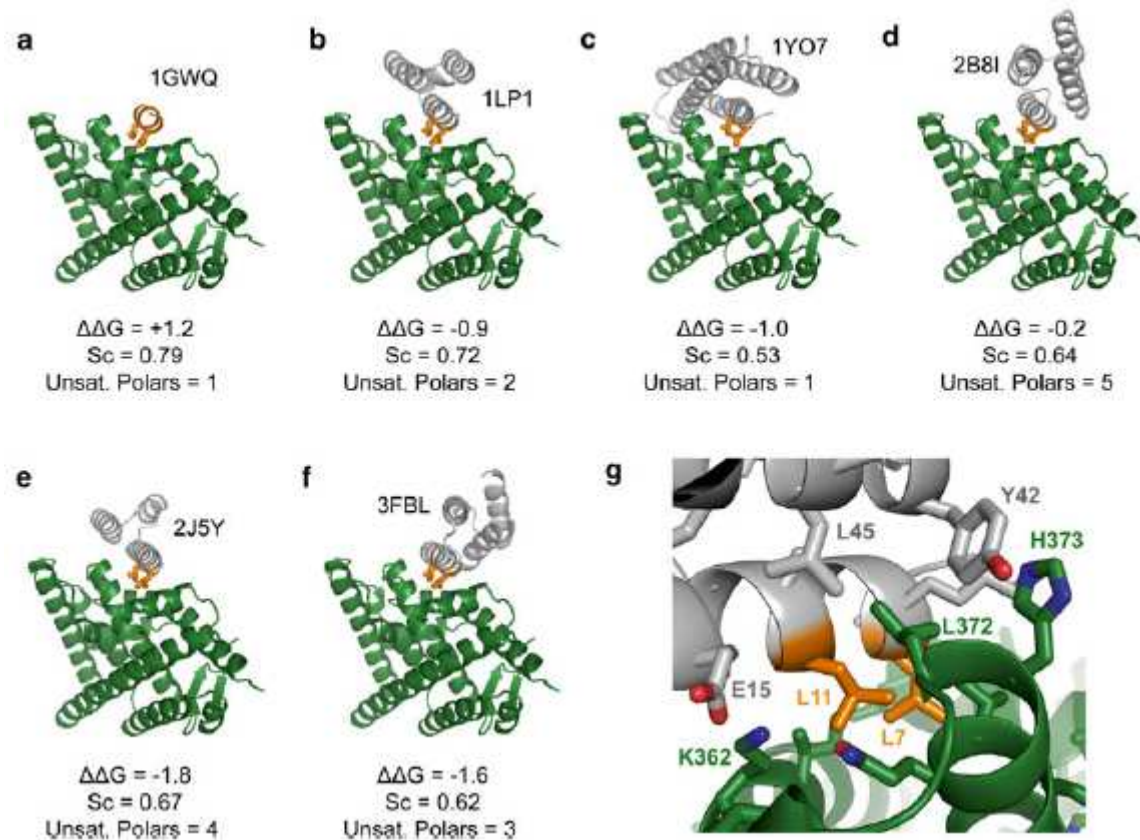 a
1GWQ
ΔΔG = +1.2
Sc = 0.79
Unsat. Polars = 1
b
1LP1
ΔΔG = -0.9
Sc = 0.72
Unsat. Polars = 2
c
1YO7
ΔΔG = -1.0
Sc = 0.53
Unsat. Polars = 1
d
2B8I
ΔΔG = -0.2
Sc = 0.64
Unsat. Polars = 5
e
2J5Y
ΔΔG = -1.8
Sc = 0.67
Unsat. Polars = 4
f
3FBL
ΔΔG = -1.6
Sc = 0.62
Unsat. Polars = 3
g
Y42
L45
H373
L372
E15
L11
L7
K362